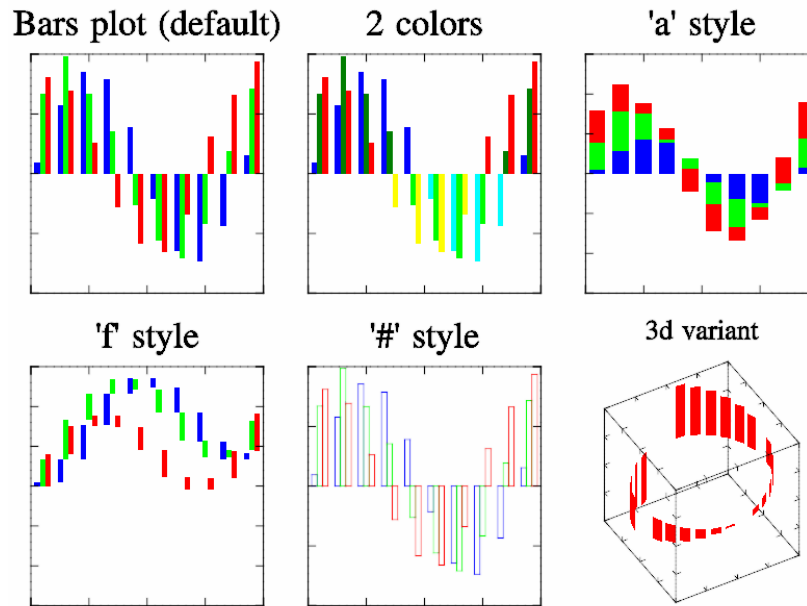 Bars plot (default)
2 colors
'a' style
'f' style
'#' style
3d variant